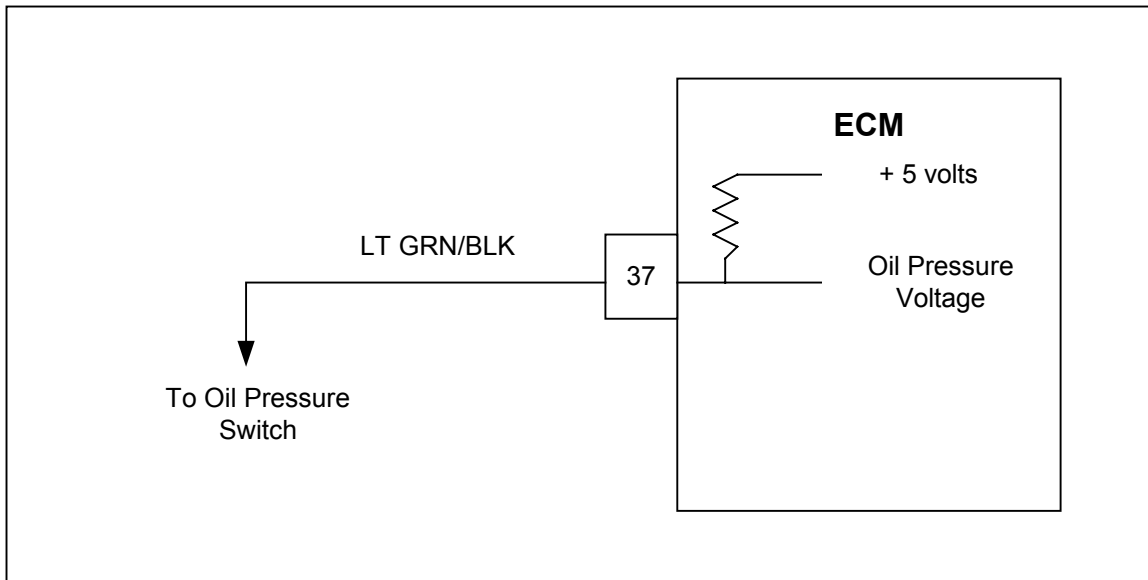 ECM
+ 5 volts
LT GRN/BLK
37
Oil Pressure
Voltage
To Oil Pressure
Switch